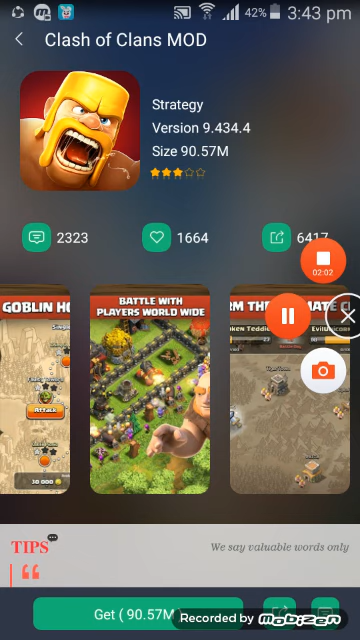 42% 3:43 pm
Clash of Clans MOD
Strategy
Version 9.434.4
Size 90.57M
2323
1664
6417
02:02
GOBLIN
BATTLE WITH
PLAYERS WORLD WIDE
Attack
30 000
TIPS
We say valuable words only
Get ( 90.57M )
Recorded by mobizen